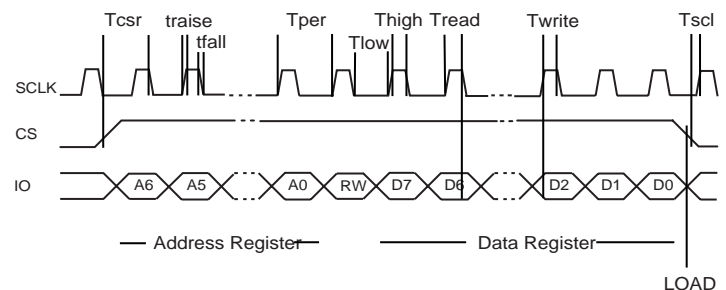 Tcsr traise Tper Thigh Tread Twrite Tscl
tfall Tlow
SCLK
CS
IO A6 A5 A0 RW D7 D6 D2 D1 D0
Address Register Data Register
LOAD